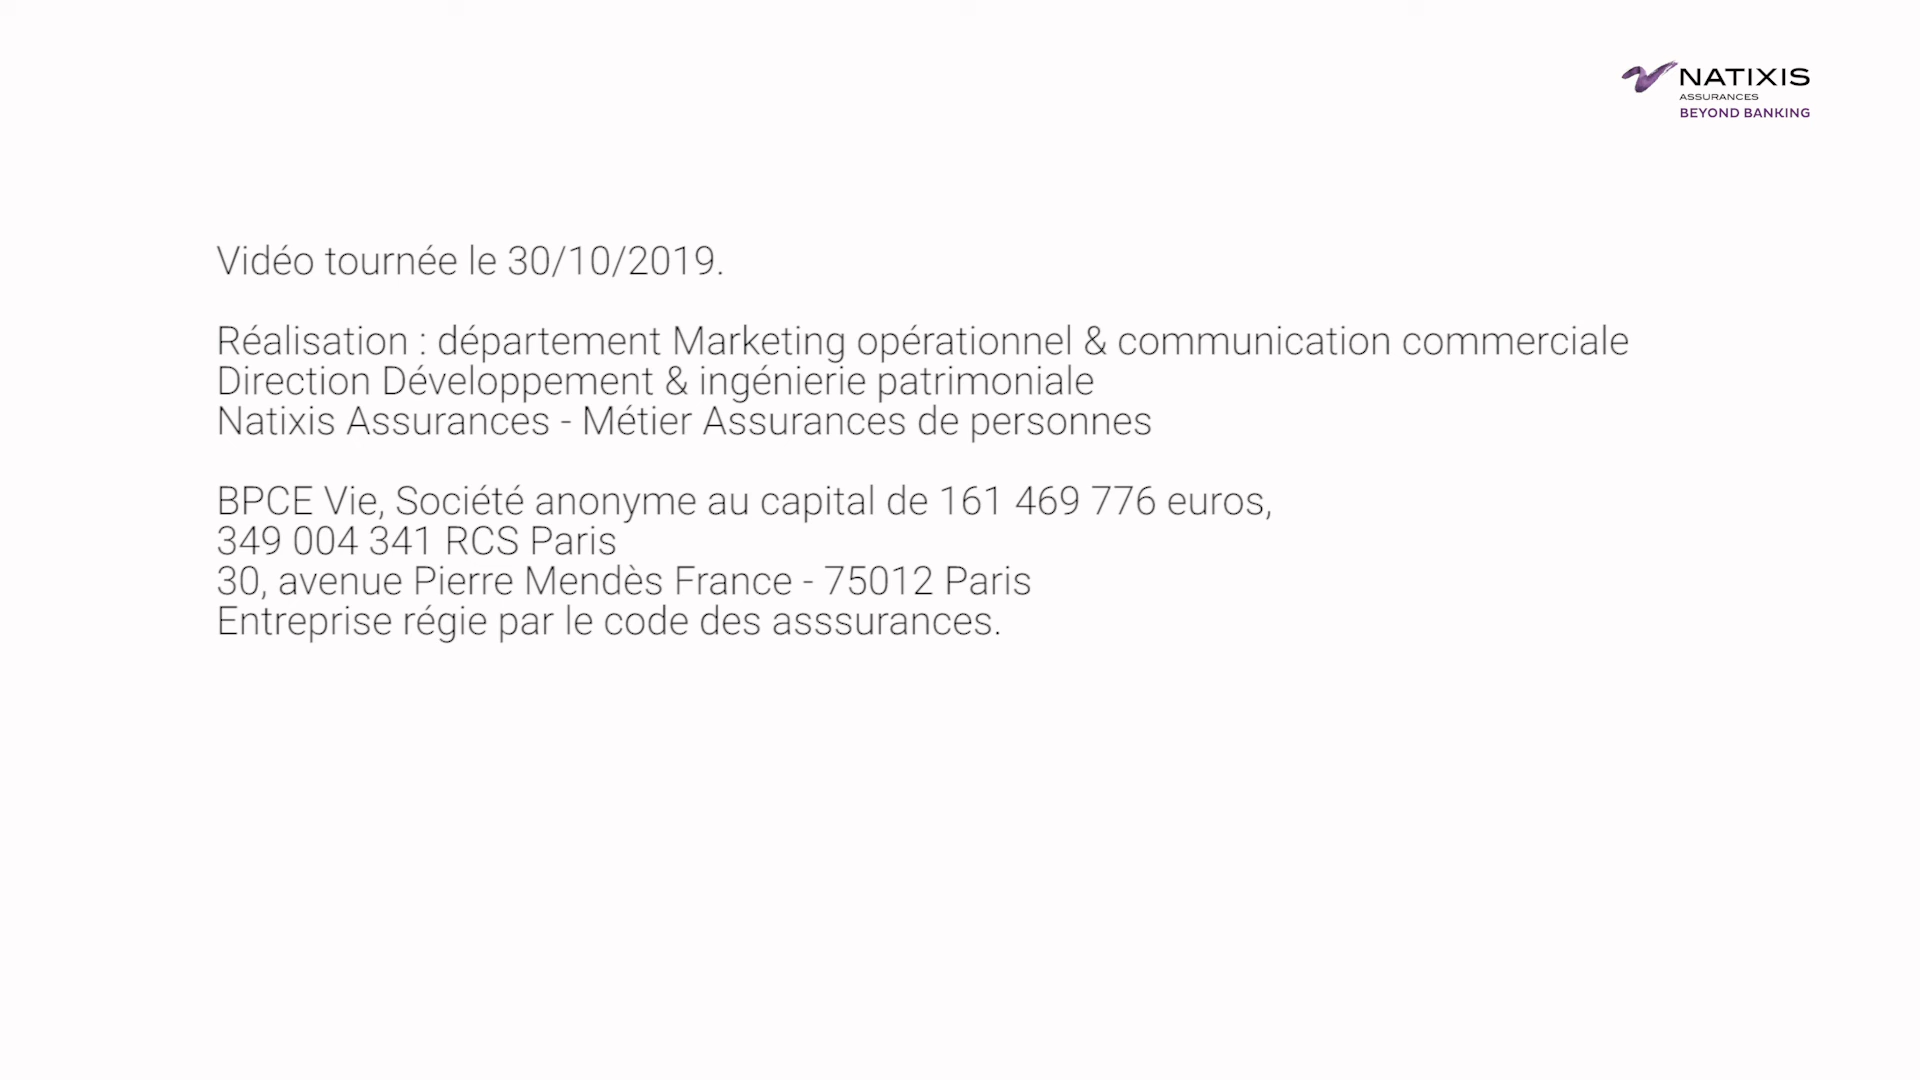 NATIXIS
ASSURANCES
BEYOND BANKING
Vidéo tournée le 30/10/2019.
Réalisation : département Marketing opérationnel & communication commerciale
Direction Développement & ingénierie patrimoniale
Natixis Assurances - Métier Assurances de personnes
BPCE Vie, Société anonyme au capital de 161 469 776 euros,
349 004 341 RCS Paris
30, avenue Pierre Mendès France - 75012 Paris
Entreprise régie par le code des asssurances.